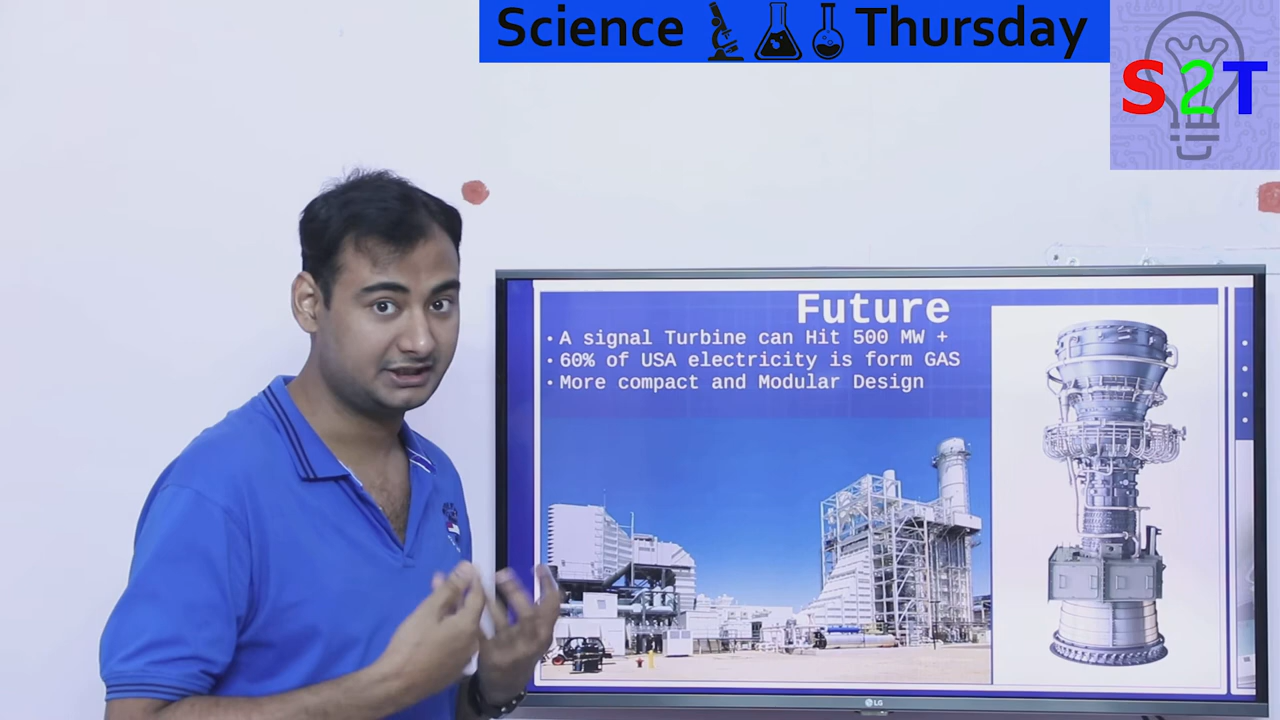 Science Thursday
S2T
Future
• A signal Turbine can Hit 500 MW +
• 60% of USA electricity is form GAS
• More compact and Modular Design
LG